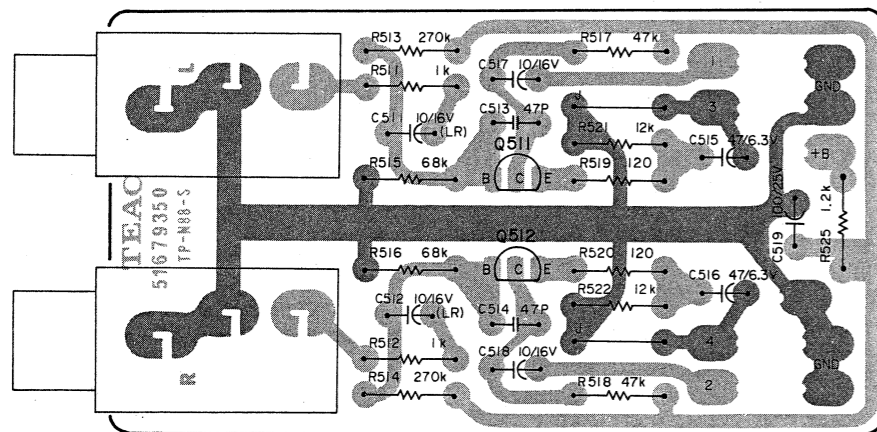 R513 270k
R517 47k
C517 10/16V
1
L
R511 1k
GND
J
3
C511 10/16V
(LR)
C513 47P
R521 12k
C515 47/6.3V
Q511
+B
R515 68k
B C E
R519 120
TEAC
51679350
TP-N88-S
100/25V
C519
R525 1.2k
Q512
R516 68k
B C E
R520 120
C516 47/6.3V
C512 10/16V
(LR)
R522 12k
C514 47P
J
4
R512 1k
C518 10/16V
GND
R
R514 270k
R518 47k
2